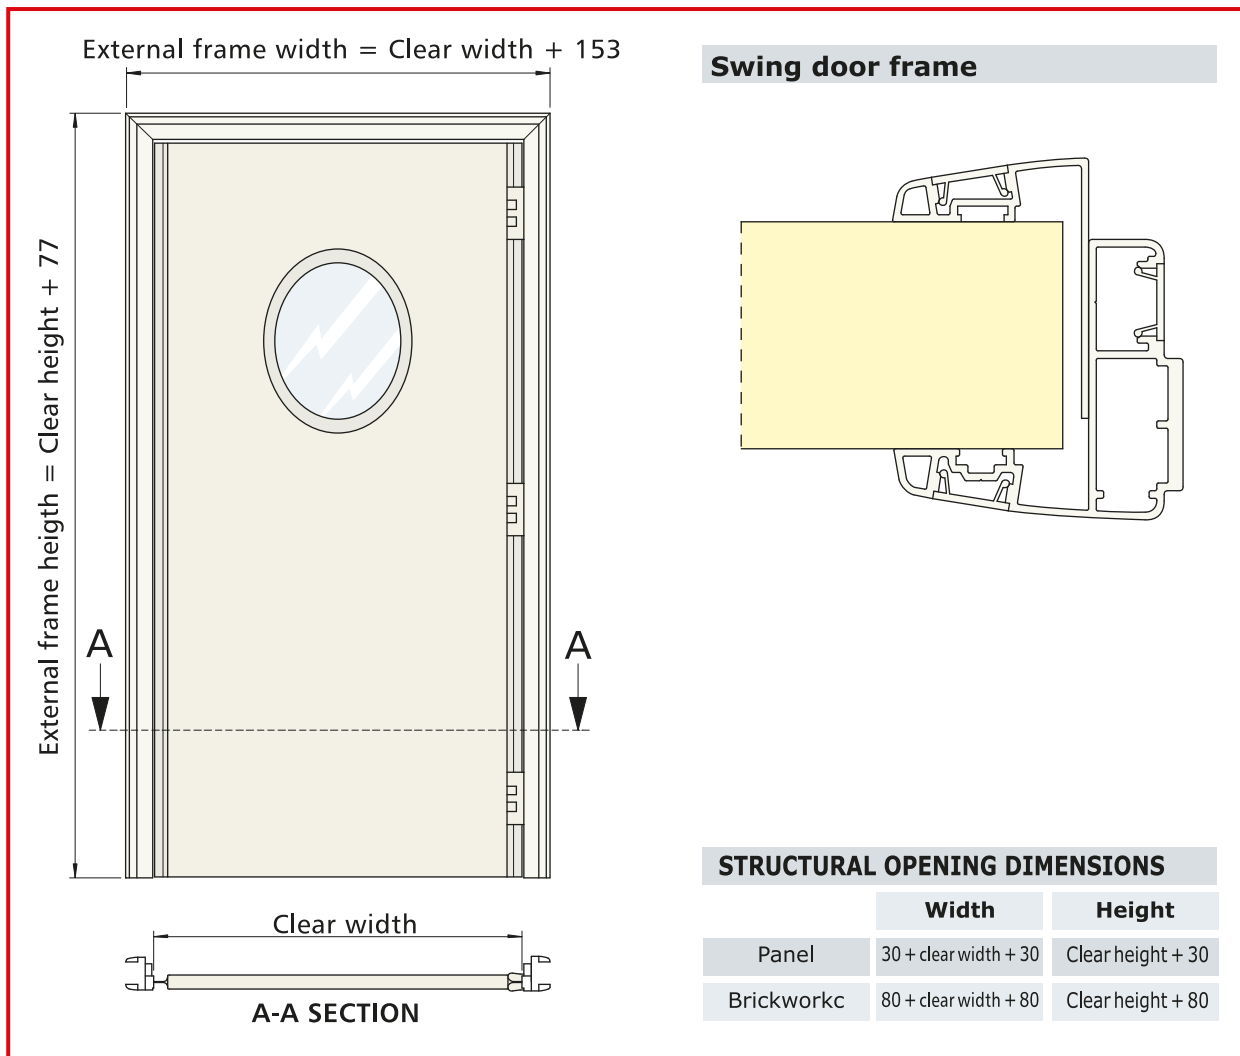 External frame width = Clear width + 153
External frame heigth = Clear height + 77
A
A
Clear width
A-A SECTION
Swing door frame
STRUCTURAL OPENING DIMENSIONS
Width Height
Panel 30 + clear width + 30 Clear height + 30
Brickworkc 80 + clear width + 80 Clear height + 80